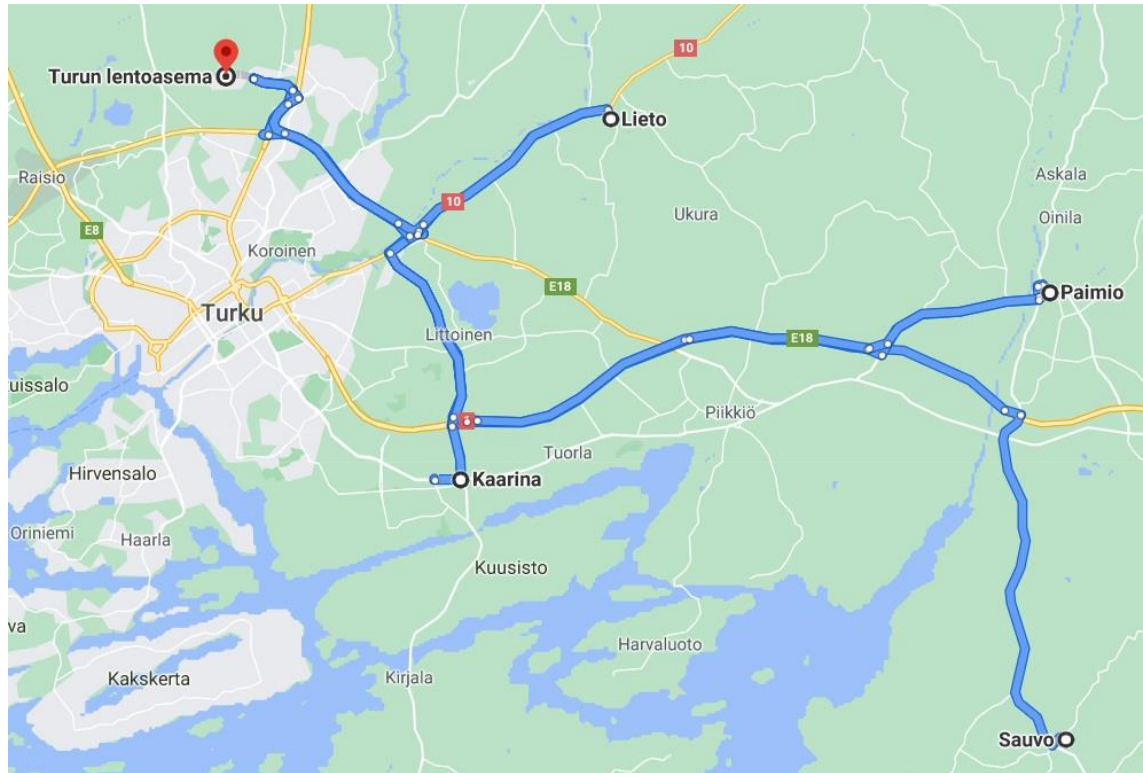 10
Turun lentoasema
Lieto
Raisio
Askala
10
Ukura
Oinila
E8
Koroinen
E18
Paimio
Turku
Littoinen
E18
uissalo
Piikkiö
Tuorla
Hirvensalo
Kaarina
Oriniemi
Haarla
Kuusisto
va
Harvaluoto
Kakskerta
Kirjala
Sauvo